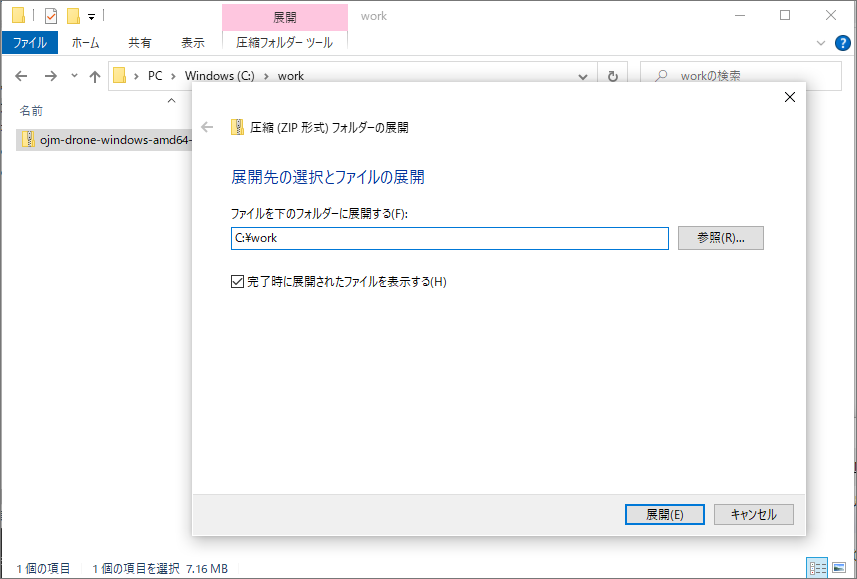 展開
work
ファイル
ホーム
共有
表示
圧縮フォルダー ツール
PC
Windows (C:)
work
workの検索
名前
ojm-drone-windows-amd64-
圧縮 (ZIP 形式) フォルダーの展開
展開先の選択とファイルの展開
ファイルを下のフォルダーに展開する(F):
C:¥work
参照(R)...
完了時に展開されたファイルを表示する(H)
展開(E)
キャンセル
1 個の項目
1 個の項目を選択 7.16 MB